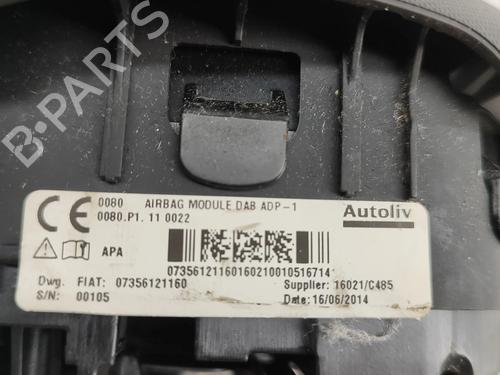 B-PARTS
0080 AIRBAG MODULE DAB ADP-1
0080.P1. 11 0022
Autoliv
CE
APA
07356121160160210010516714
Dwg. FIAT: 07356121160
Supplier: 16021/C485
S/N: 00105
Date: 16/06/2014